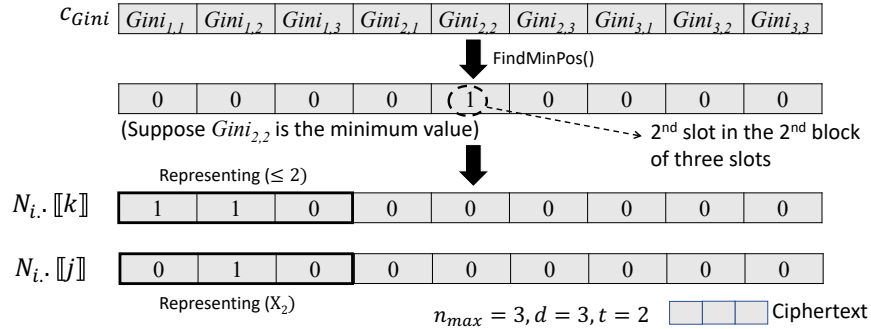 c_Gini Gini_1,1 Gini_1,2 Gini_1,3 Gini_2,1 Gini_2,2 Gini_2,3 Gini_3,1 Gini_3,2 Gini_3,3
FindMinPos()
0 0 0 0 1 0 0 0 0
(Suppose Gini_2,2 is the minimum value)
2nd slot in the 2nd block
of three slots
Representing (≤ 2)
N_i.. ⟦k⟧ 1 1 0 0 0 0 0 0 0
N_i.. ⟦j⟧ 0 1 0 0 0 0 0 0 0
Representing (X_2)
n_max = 3, d = 3, t = 2
Ciphertext